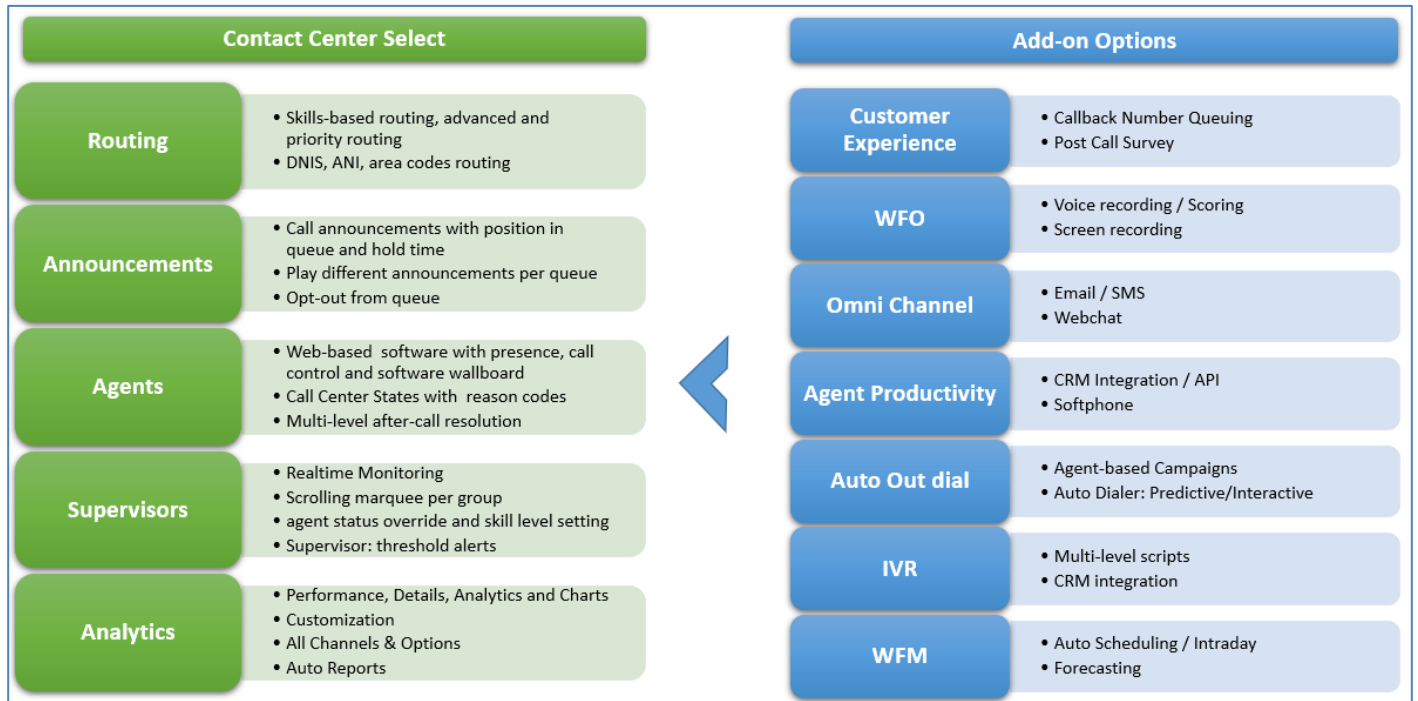 Contact Center Select
Routing
• Skills-based routing, advanced and
priority routing
• DNIS, ANI, area codes routing
Announcements
• Call announcements with position in
queue and hold time
• Play different announcements per queue
• Opt-out from queue
Agents
• Web-based software with presence, call
control and software wallboard
• Call Center States with reason codes
• Multi-level after-call resolution
Supervisors
• Realtime Monitoring
• Scrolling marquee per group
• agent status override and skill level setting
• Supervisor: threshold alerts
Analytics
• Performance, Details, Analytics and Charts
• Customization
• All Channels & Options
• Auto Reports
Add-on Options
Customer
Experience
• Callback Number Queuing
• Post Call Survey
WFO
• Voice recording / Scoring
• Screen recording
Omni Channel
• Email / SMS
• Webchat
Agent Productivity
• CRM Integration / API
• Softphone
Auto Out dial
• Agent-based Campaigns
• Auto Dialer: Predictive/Interactive
IVR
• Multi-level scripts
• CRM integration
WFM
• Auto Scheduling / Intraday
• Forecasting